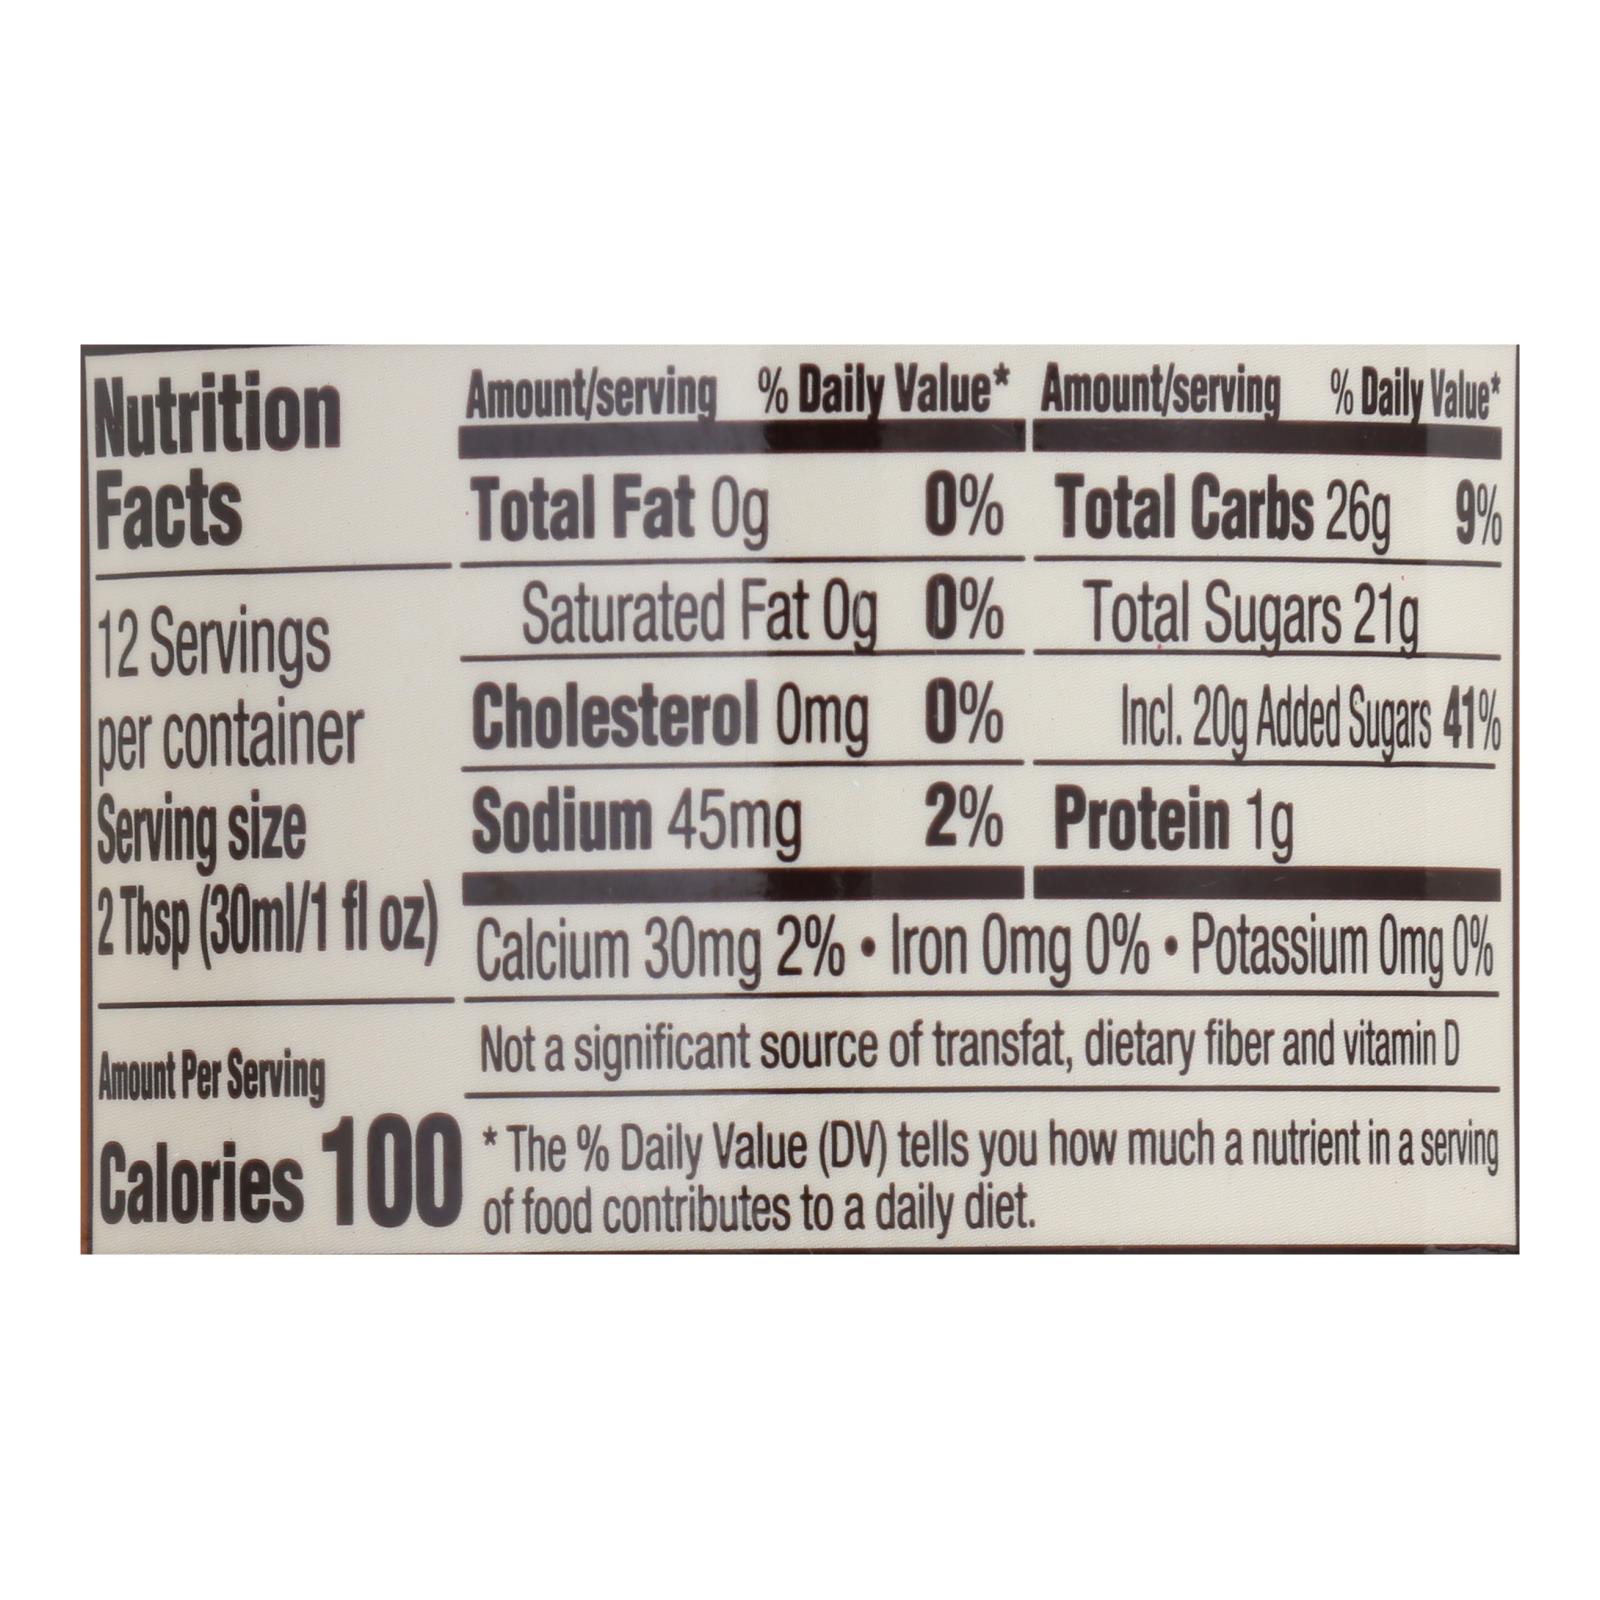 Nutrition
Facts
12 Servings
per container
Serving size
2 Tbsp (30ml/1 fl oz)
Amount Per Serving
Calories 100
Amount/serving % Daily Value*
Total Fat 0g 0%
Saturated Fat 0g 0%
Cholesterol 0mg 0%
Sodium 45mg 2%
Amount/serving % Daily Value*
Total Carbs 26g 9%
Total Sugars 21g
Incl. 20g Added Sugars 41%
Protein 1g
Calcium 30mg 2% • Iron 0mg 0% • Potassium 0mg 0%
Not a significant source of transfat, dietary fiber and vitamin D
* The % Daily Value (DV) tells you how much a nutrient in a serving
of food contributes to a daily diet.